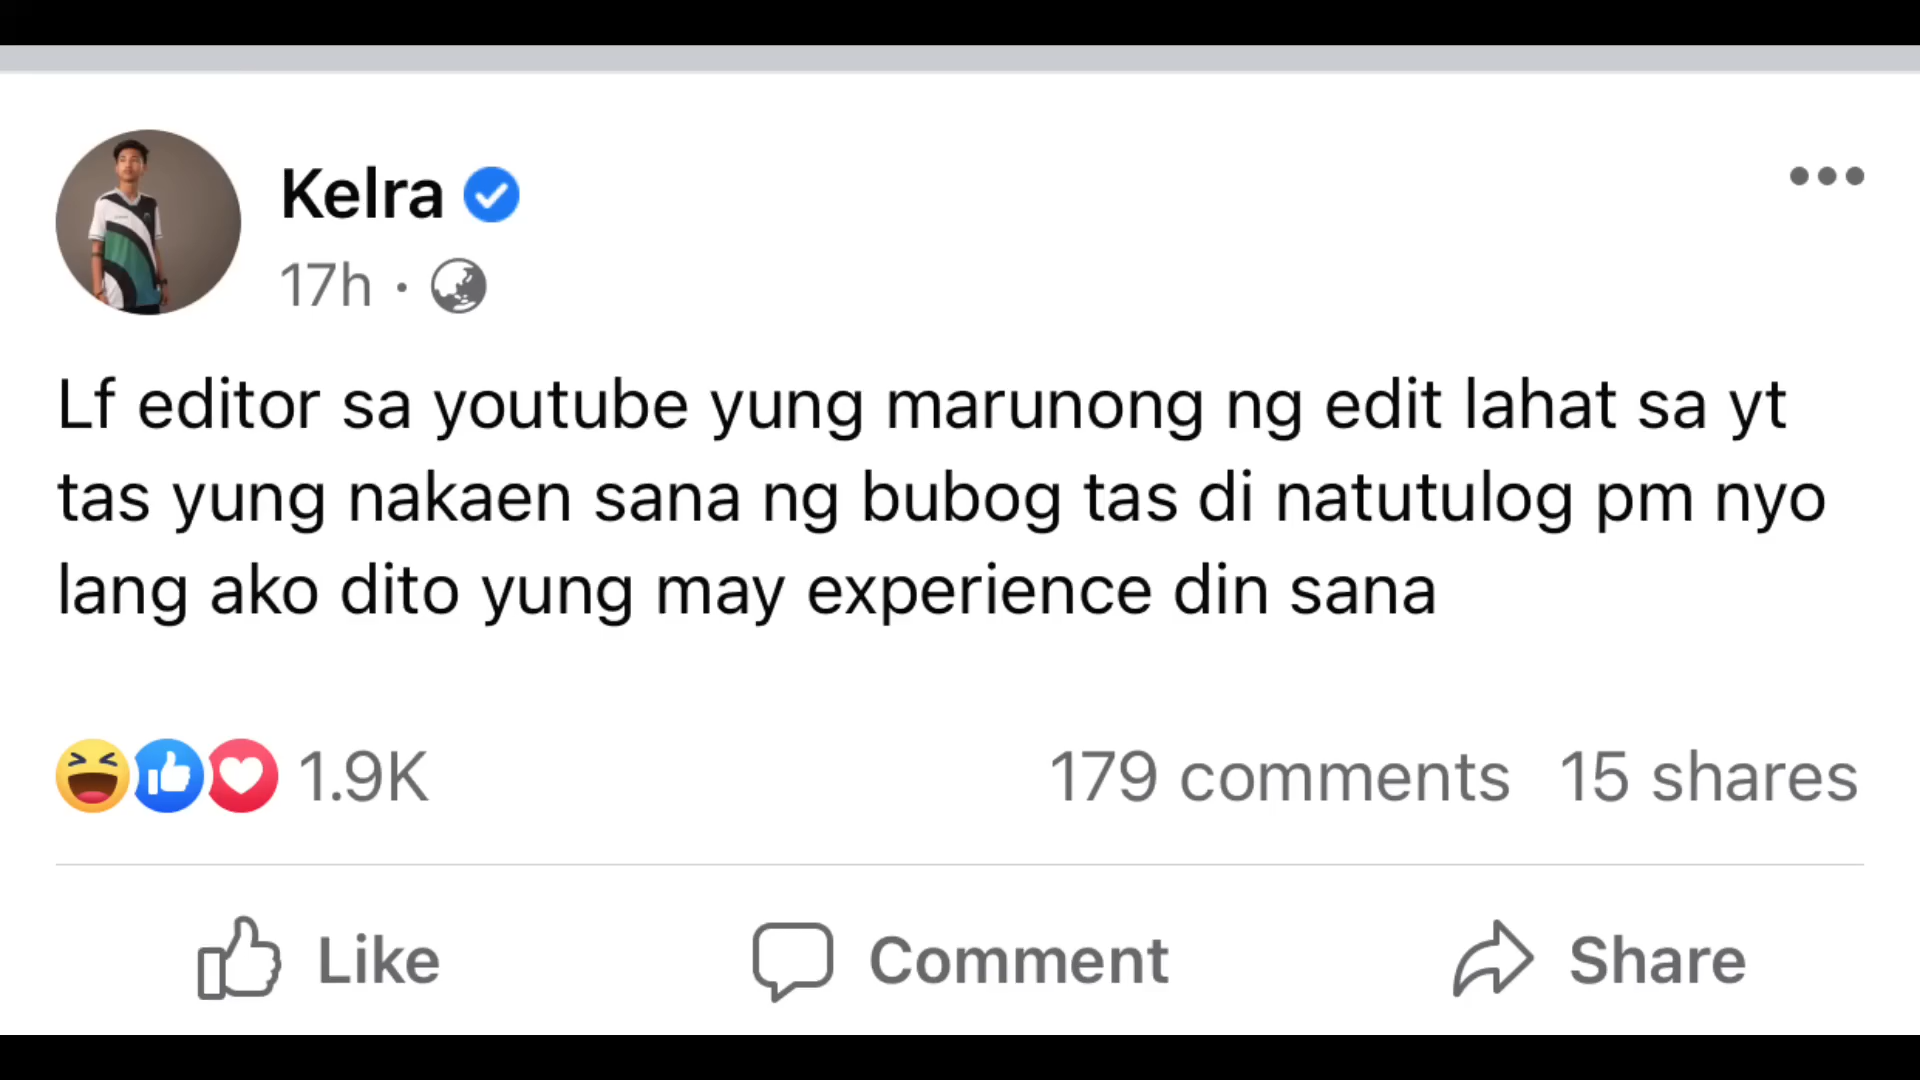 Kelra
17h ·
Lf editor sa youtube yung marunong ng edit lahat sa yt
tas yung nakaen sana ng bubog tas di natutulog pm nyo
lang ako dito yung may experience din sana
1.9K 179 comments 15 shares
Like Comment Share